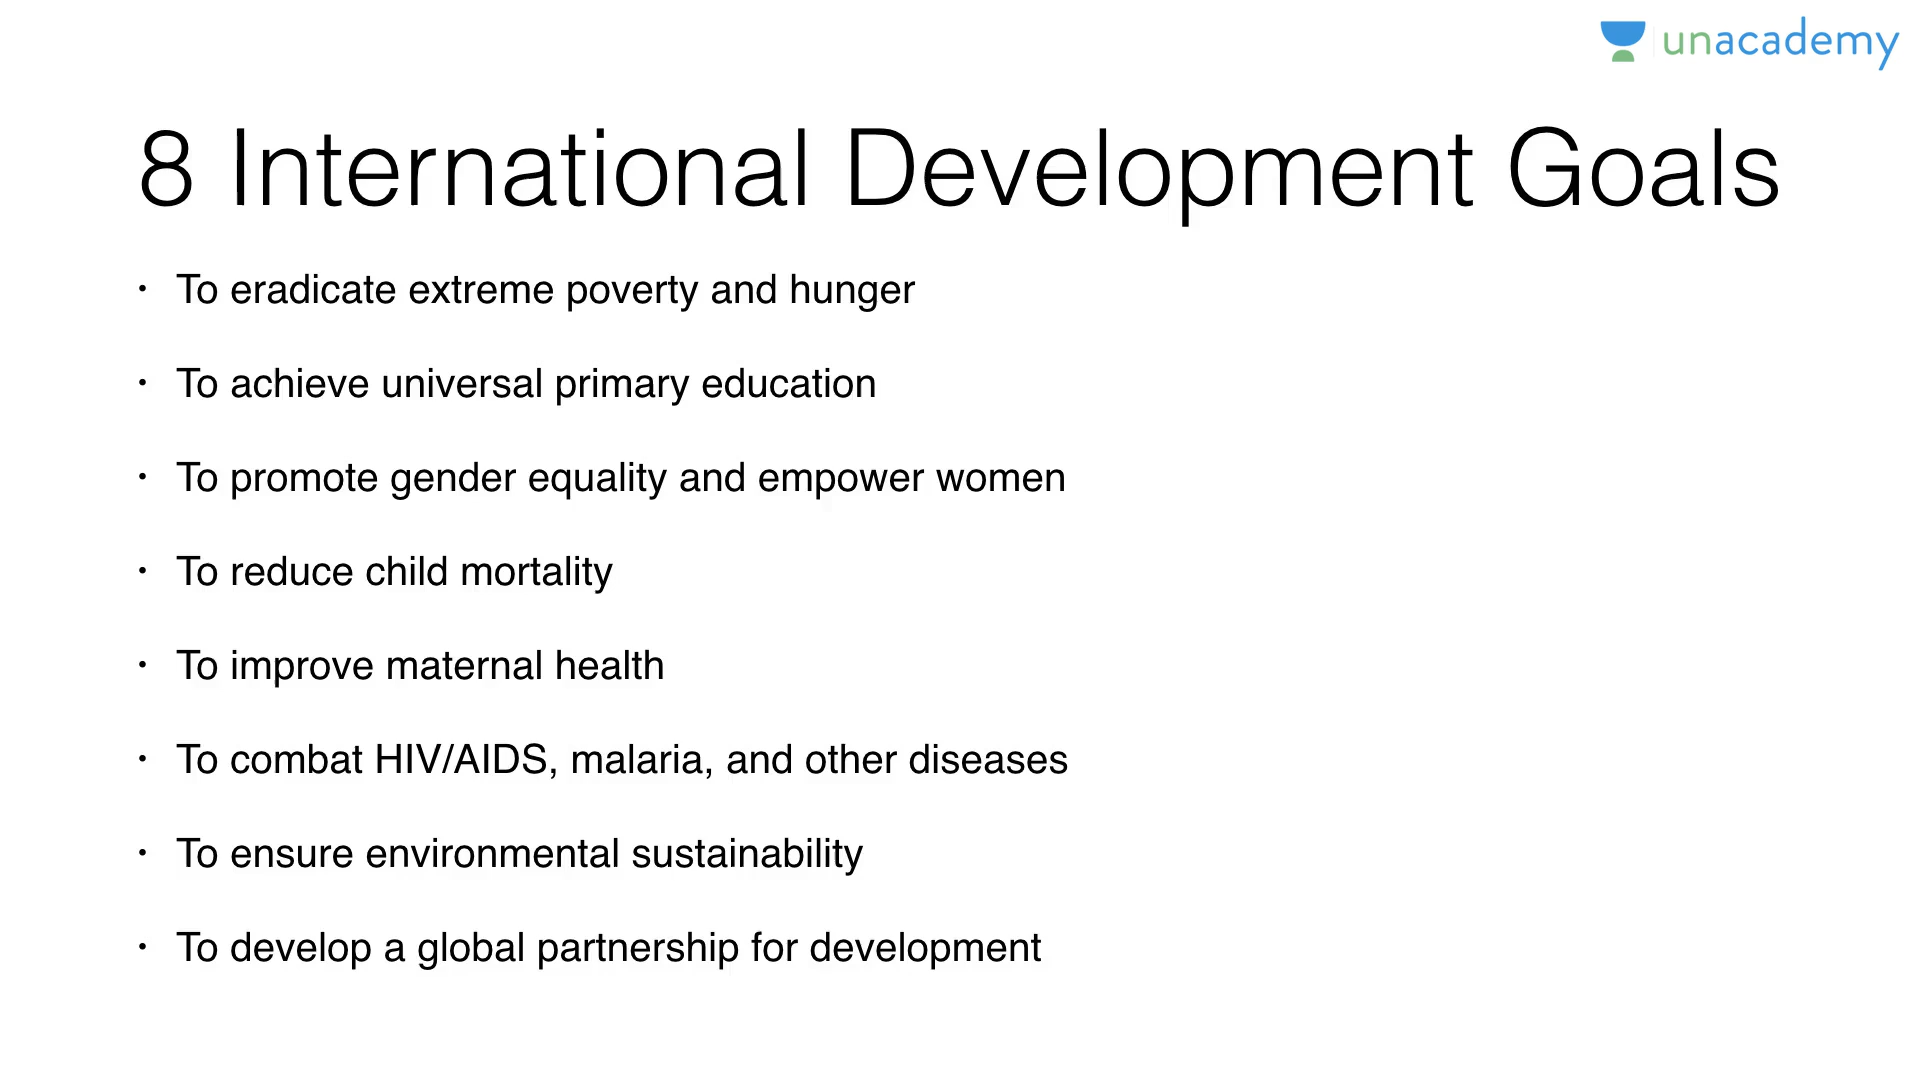 unacademy
8 International Development Goals
• To eradicate extreme poverty and hunger
• To achieve universal primary education
• To promote gender equality and empower women
• To reduce child mortality
• To improve maternal health
• To combat HIV/AIDS, malaria, and other diseases
• To ensure environmental sustainability
• To develop a global partnership for development